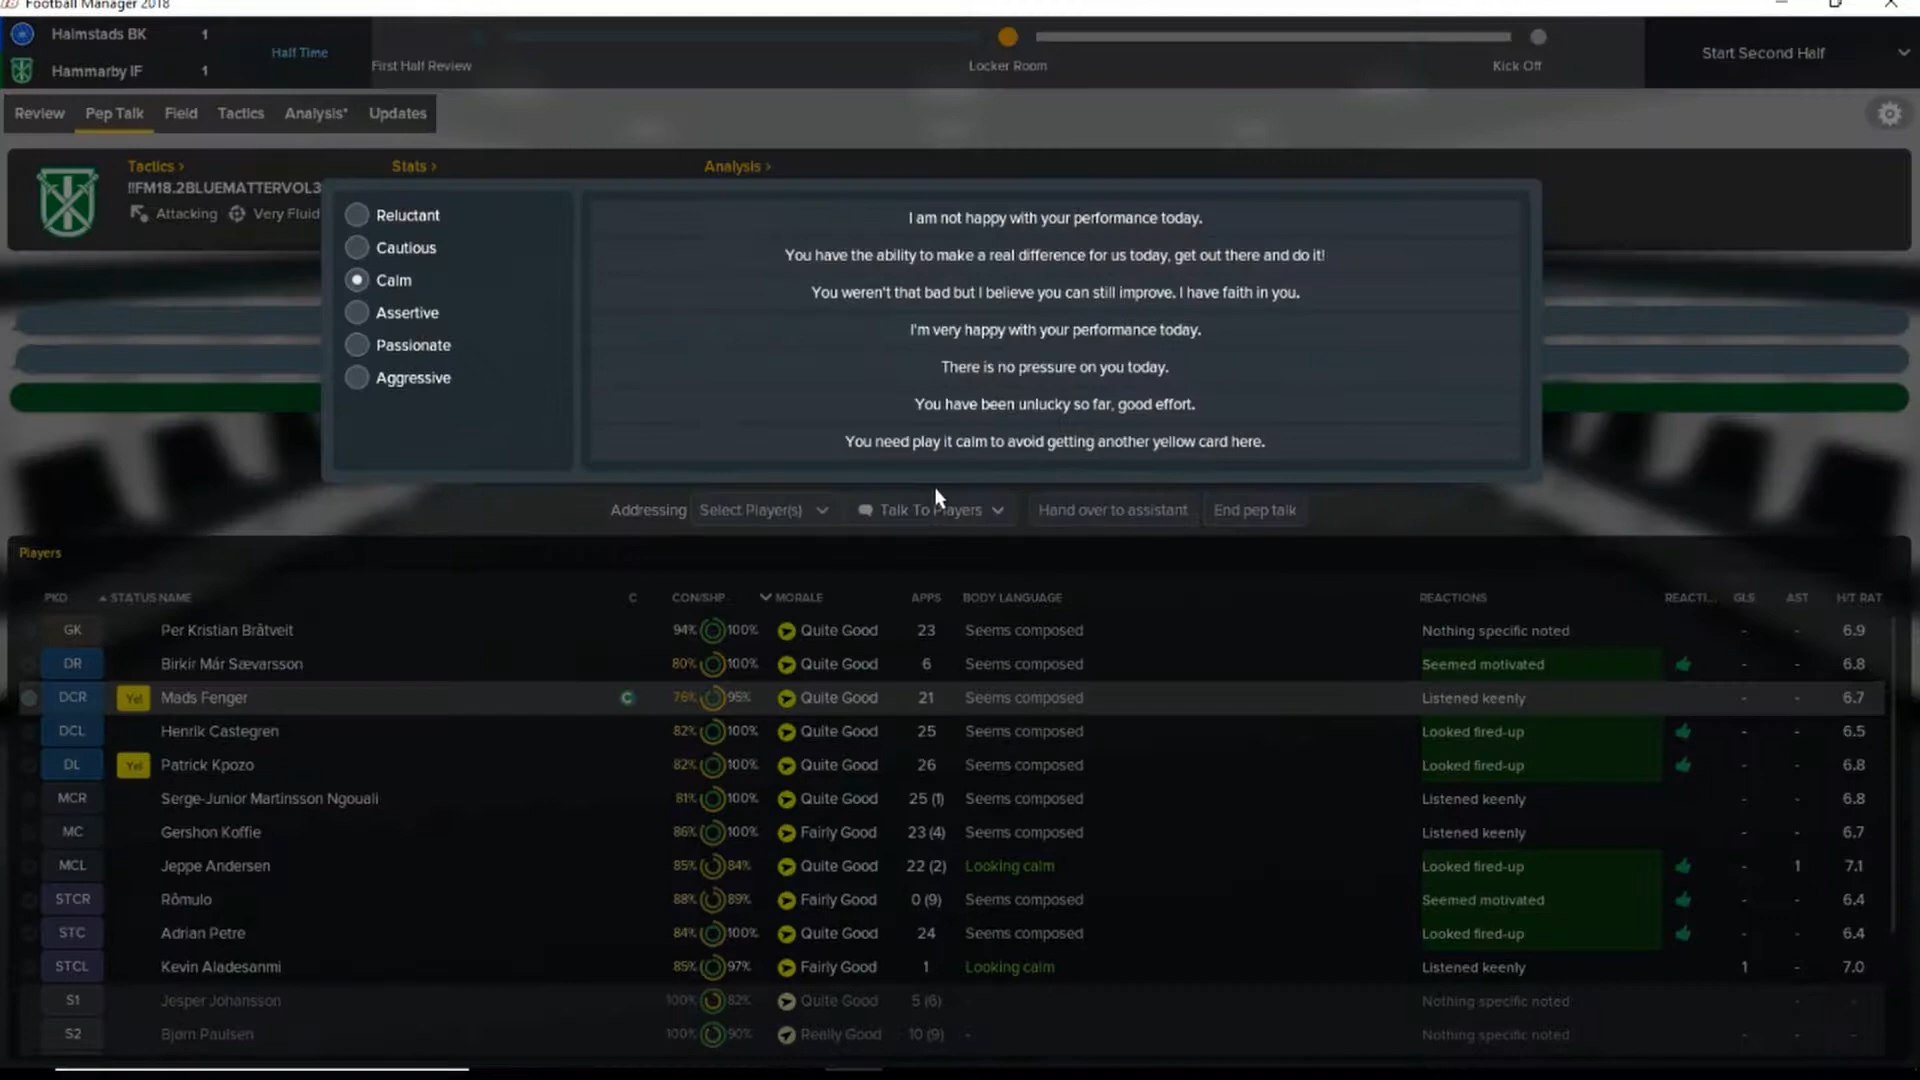 Football Manager 2018
Halmstads BK 1
Hammarby IF 1
Half Time
First Half Review
Locker Room
Kick Off
Start Second Half
Review Pep Talk Field Tactics Analysis* Updates
Tactics > Stats > Analysis >
!!FM18.2BLUEMATTERVOL3
Attacking Very Fluid
Reluctant
Cautious
Calm
Assertive
Passionate
Aggressive
I am not happy with your performance today.
You have the ability to make a real difference for us today, get out there and do it!
You weren't that bad but I believe you can still improve. I have faith in you.
I'm very happy with your performance today.
There is no pressure on you today.
You have been unlucky so far, good effort.
You need play it calm to avoid getting another yellow card here.
Addressing Select Player(s) Talk To Players Hand over to assistant End pep talk
Players
PKD STATUS NAME C CON/SHP MORALE APPS BODY LANGUAGE REACTIONS REACTI... GLS AST H/T RAT
GK Per Kristian Bråtveit 94% 100% Quite Good 23 Seems composed Nothing specific noted - - 6.9
DR Birkir Már Sævarsson 80% 100% Quite Good 6 Seems composed Seemed motivated - - 6.8
DCR Yel Mads Fenger C 76% 95% Quite Good 21 Seems composed Listened keenly - - 6.7
DCL Henrik Castegren 82% 100% Quite Good 25 Seems composed Looked fired-up - - 6.5
DL Yel Patrick Kpozo 82% 100% Quite Good 26 Seems composed Looked fired-up - - 6.8
MCR Serge-Junior Martinsson Ngouali 81% 100% Quite Good 25 (1) Seems composed Listened keenly - - 6.8
MC Gershon Koffie 86% 100% Fairly Good 23 (4) Seems composed Listened keenly - - 6.7
MCL Jeppe Andersen 85% 84% Quite Good 22 (2) Looking calm Looked fired-up - 1 7.1
STCR Rômulo 88% 89% Fairly Good 0 (9) Seems composed Seemed motivated - - 6.4
STC Adrian Petre 84% 100% Quite Good 24 Seems composed Looked fired-up - - 6.4
STCL Kevin Aladesanmi 85% 97% Fairly Good 1 Looking calm Listened keenly 1 - 7.0
S1 Jesper Johansson 100% 82% Quite Good 5 (6) - Nothing specific noted - - -
S2 Bjørn Paulsen 100% 90% Really Good 10 (9) - Nothing specific noted - - -